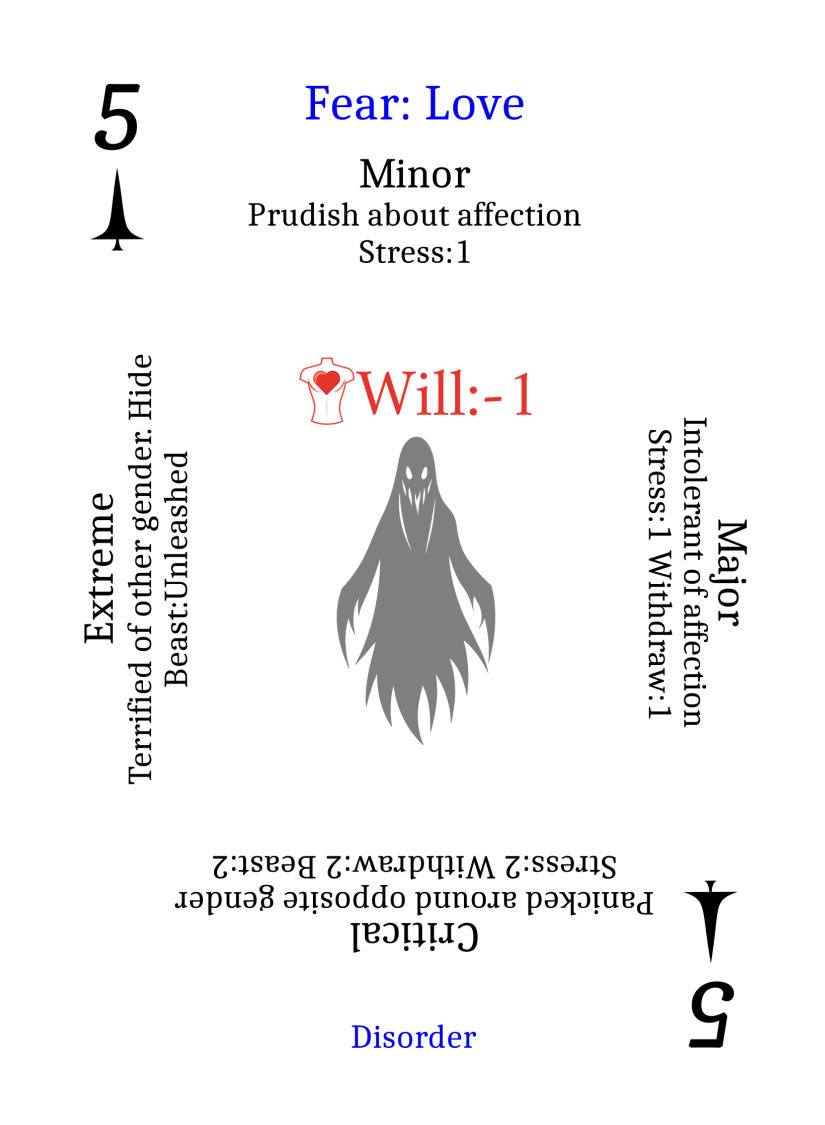 5
Fear: Love
Minor
Prudish about affection
Stress:1
Will:-1
Major
Intolerant of affection
Stress:1 Withdraw:1
Critical
Panicked around opposite gender
Stress:2 Withdraw:2 Beast:2
Extreme
Terrified of other gender. Hide
Beast:Unleashed
5
Disorder